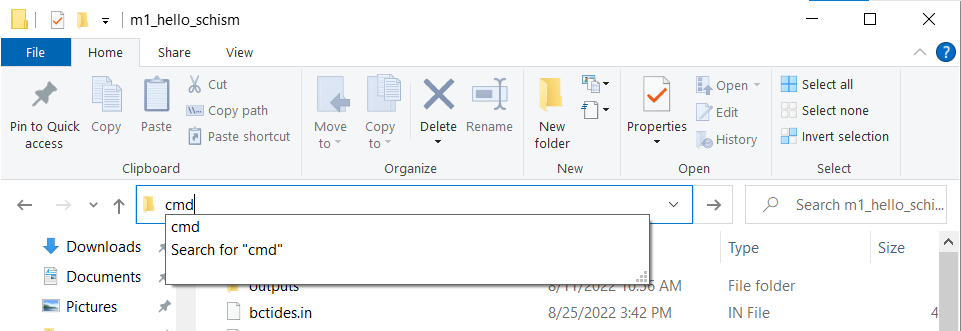 m1_hello_schism
File Home Share View
Pin to Quick access
Copy
Paste
Cut
Copy path
Paste shortcut
Clipboard
Move to
Copy to
Delete
Rename
Organize
New folder
New
Properties
Open
Edit
History
Open
Select all
Select none
Invert selection
Select
cmd
Search m1_hello_schi...
cmd
Search for "cmd"
Downloads
Documents
Pictures
Type Size
outputs 8/11/2022 10:56 AM File folder
bctides.in 8/25/2022 3:42 PM IN File 4